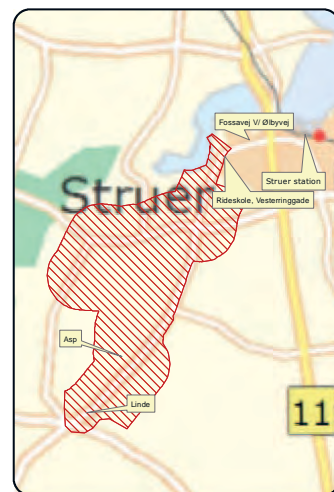 Fossavej V/ Ølbyvej
Struer station
Struer
Rideskole, Vesterringgade
Asp
Linde
11